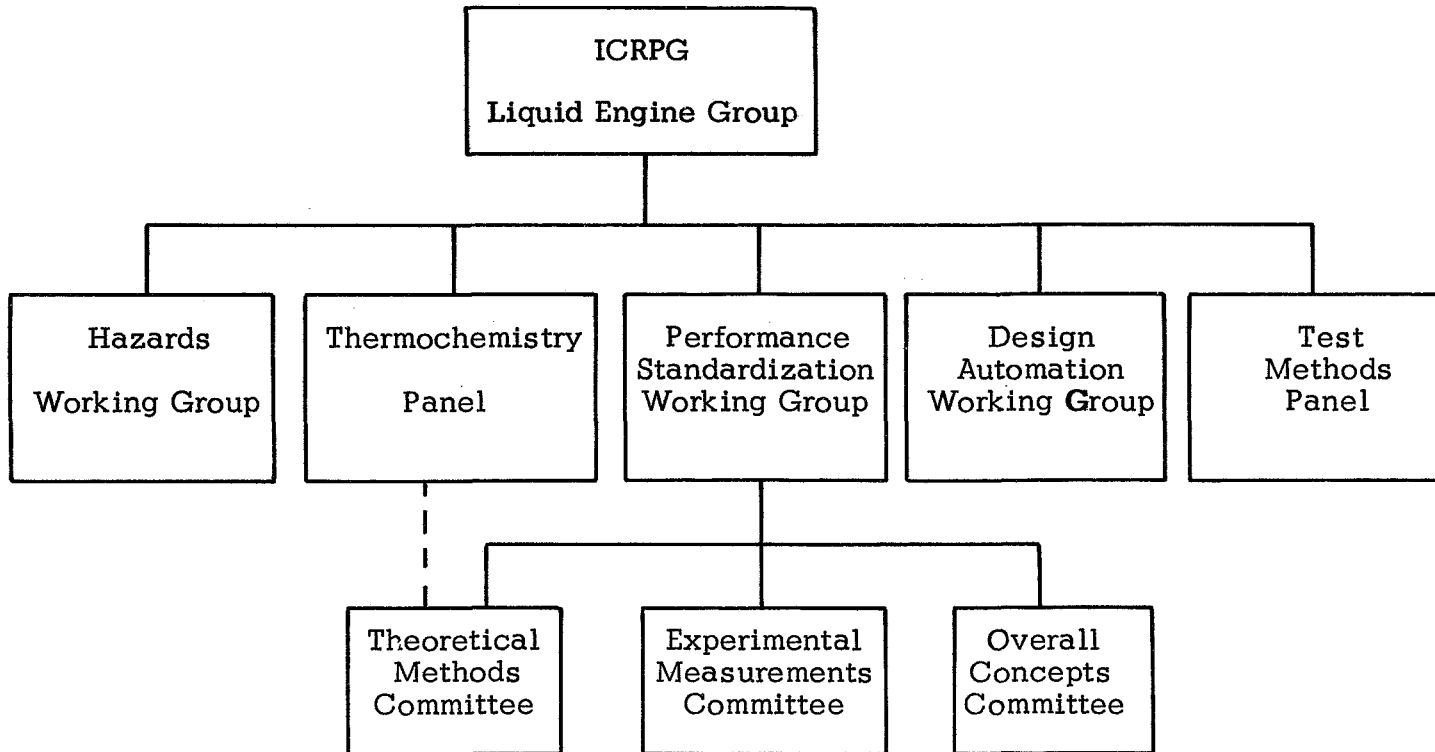 ICRPG
Liquid Engine Group
Hazards
Working Group
Thermochemistry
Panel
Performance
Standardization
Working Group
Design
Automation
Working Group
Test
Methods
Panel
Theoretical
Methods
Committee
Experimental
Measurements
Committee
Overall
Concepts
Committee